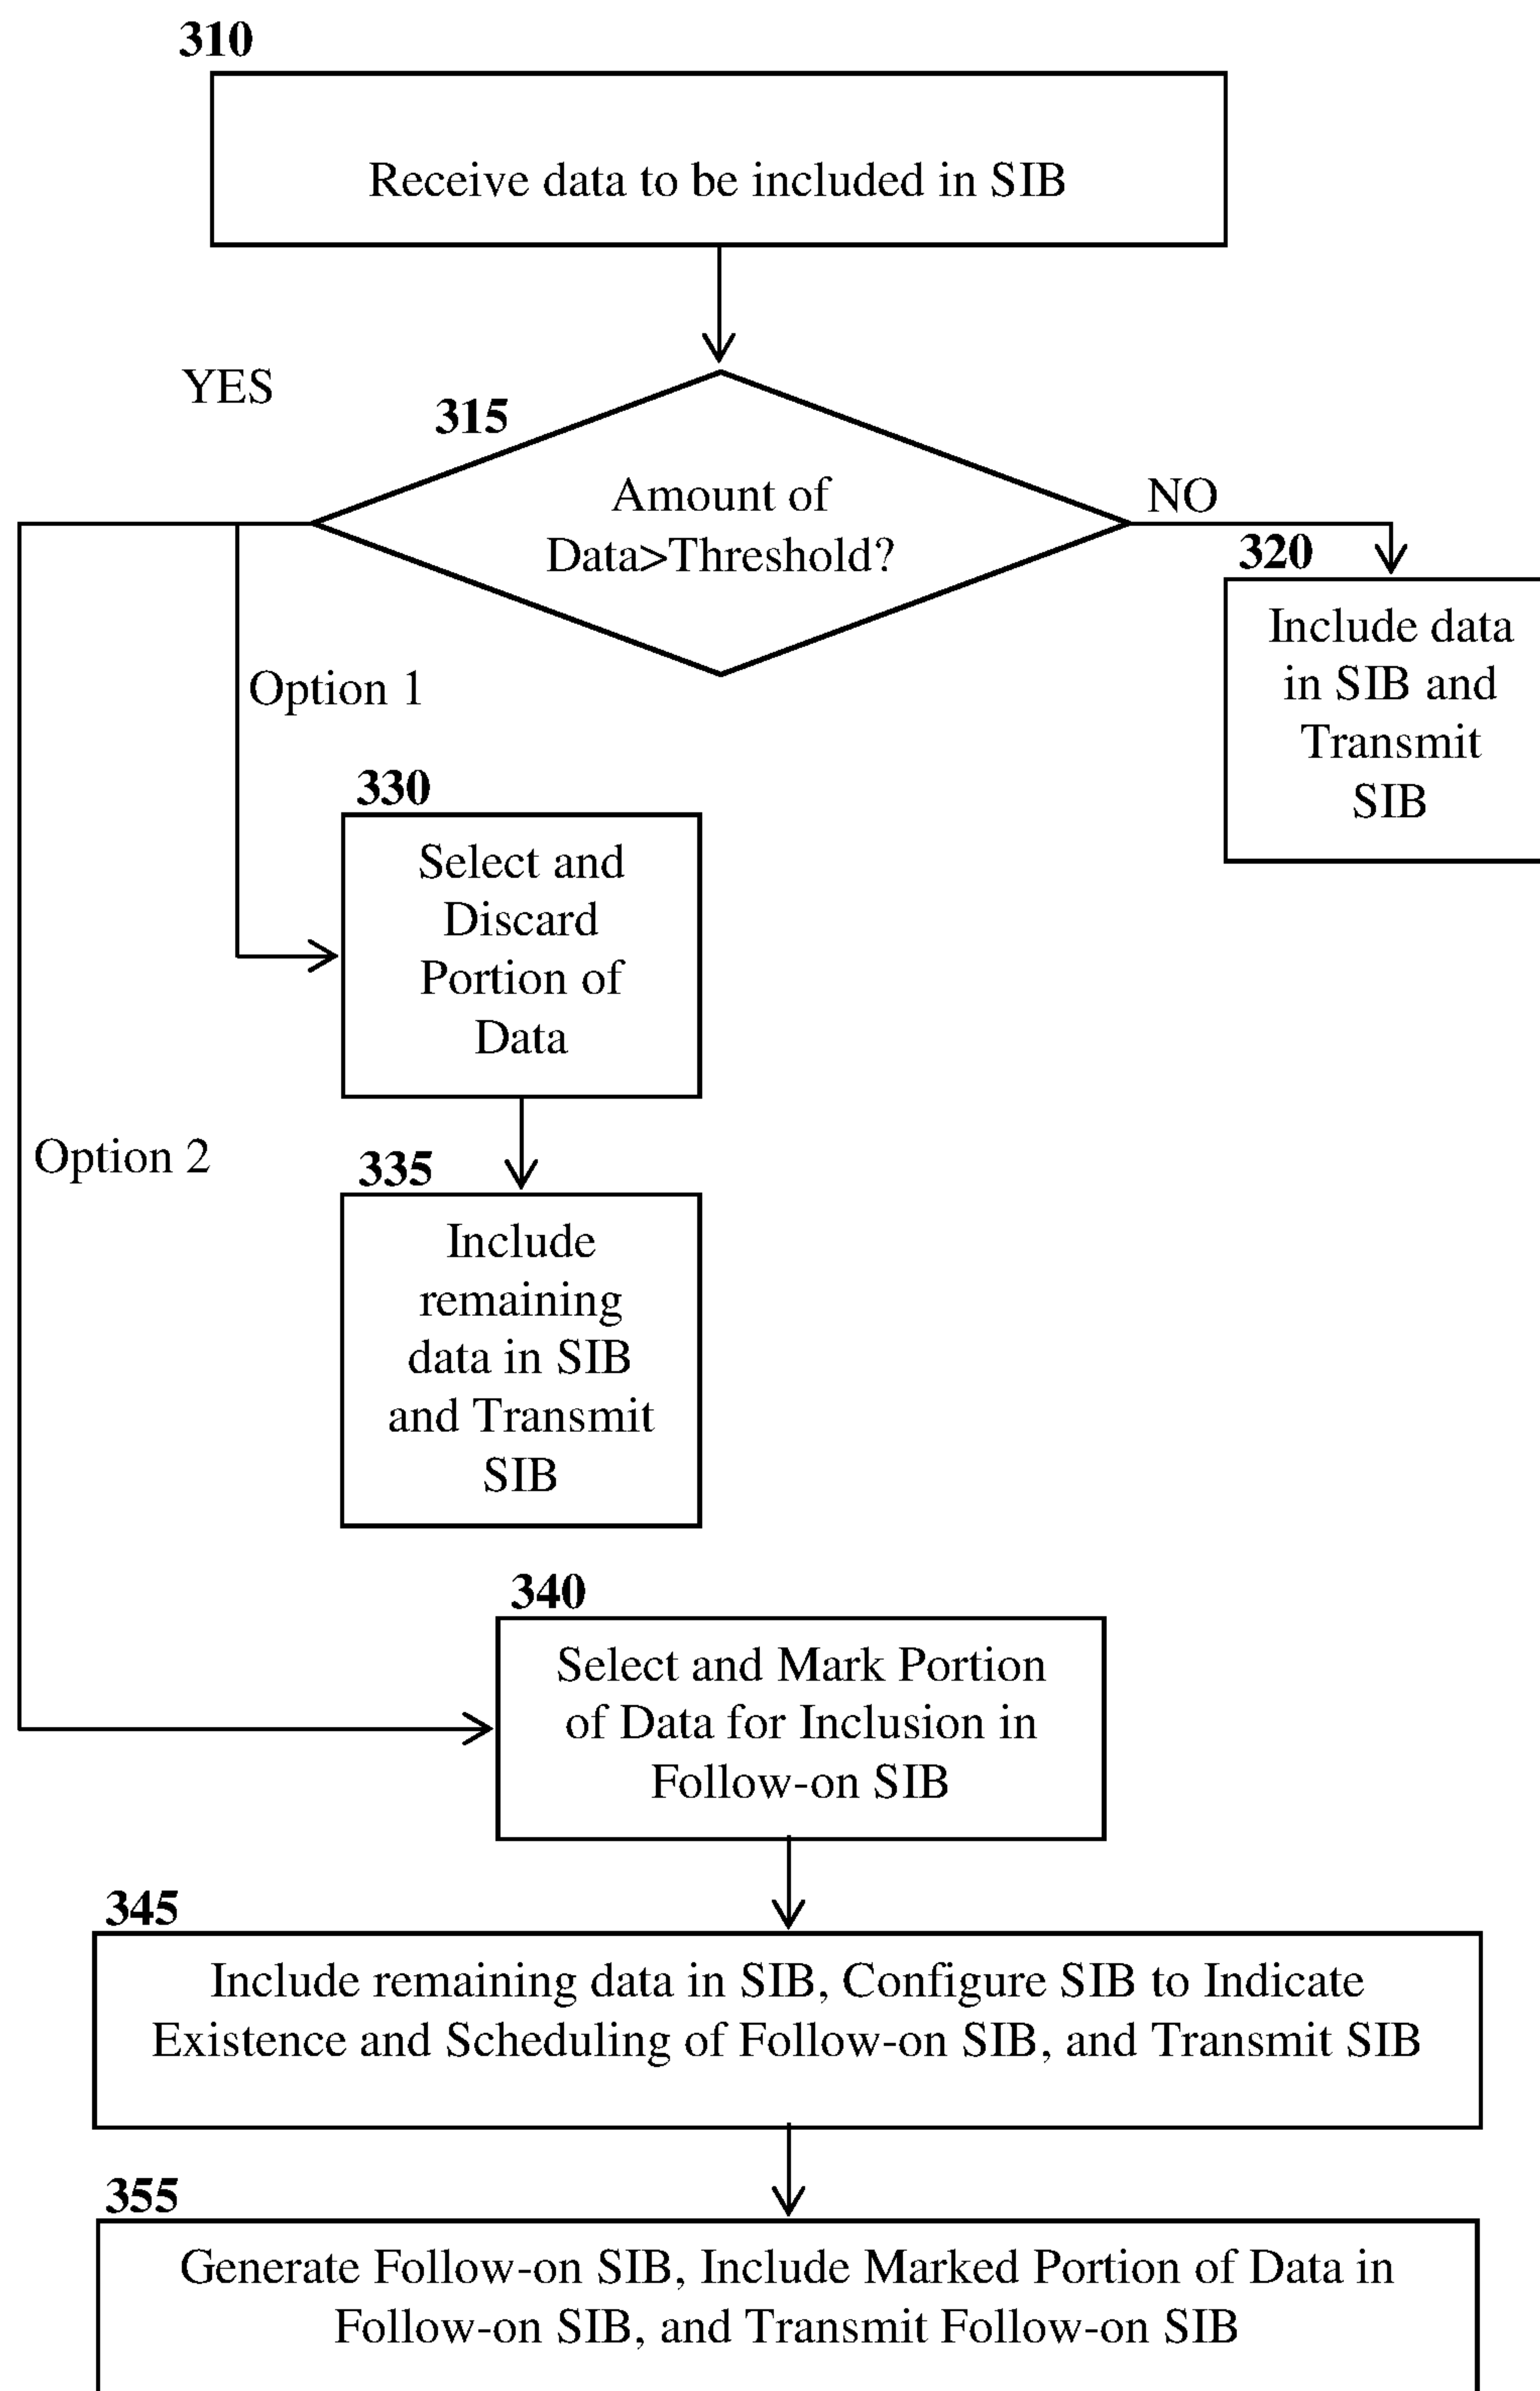 310
Receive data to be included in SIB
YES
315
Amount of
Data>Threshold?
NO
320
Include data
in SIB and
Transmit
SIB
Option 1
330
Select and
Discard
Portion of
Data
Option 2
335
Include
remaining
data in SIB
and Transmit
SIB
340
Select and Mark Portion
of Data for Inclusion in
Follow-on SIB
345
Include remaining data in SIB, Configure SIB to Indicate
Existence and Scheduling of Follow-on SIB, and Transmit SIB
355
Generate Follow-on SIB, Include Marked Portion of Data in
Follow-on SIB, and Transmit Follow-on SIB